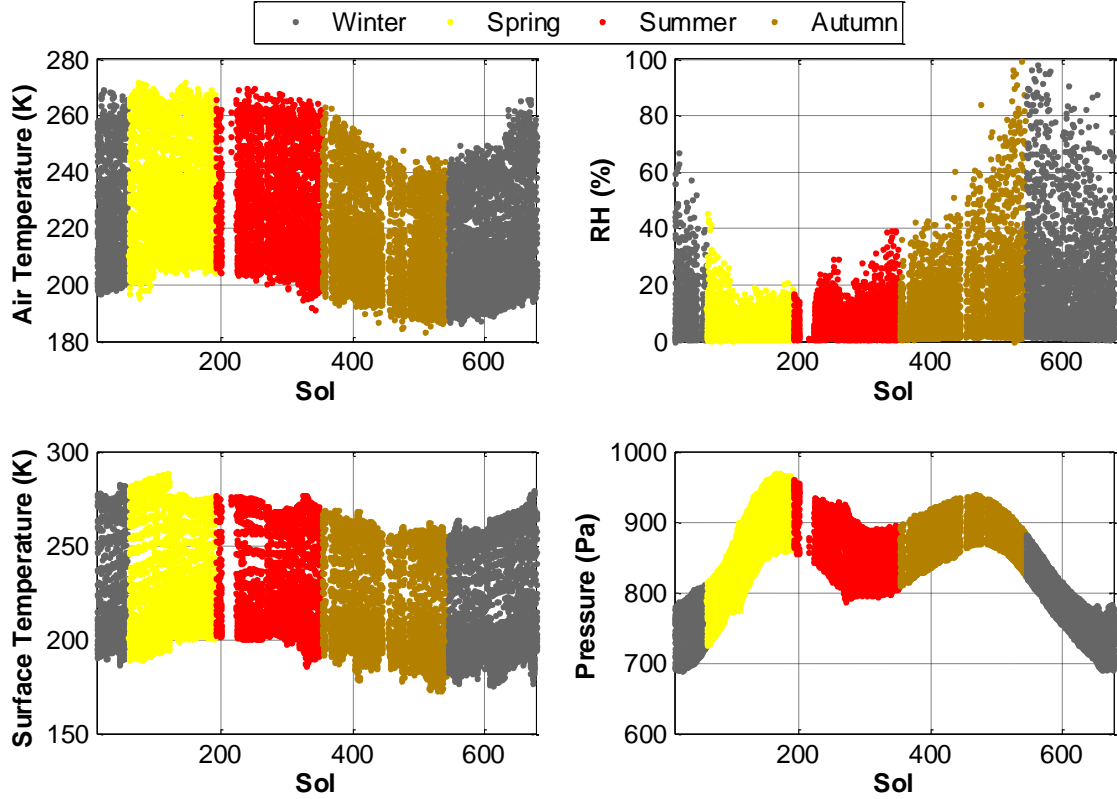 Winter Spring Summer Autumn
280
260
240
220
200
180
Air Temperature (K)
200 400 600
Sol
100
80
60
40
20
0
RH (%)
200 400 600
Sol
300
250
200
150
Surface Temperature (K)
200 400 600
Sol
1000
900
800
700
600
Pressure (Pa)
200 400 600
Sol